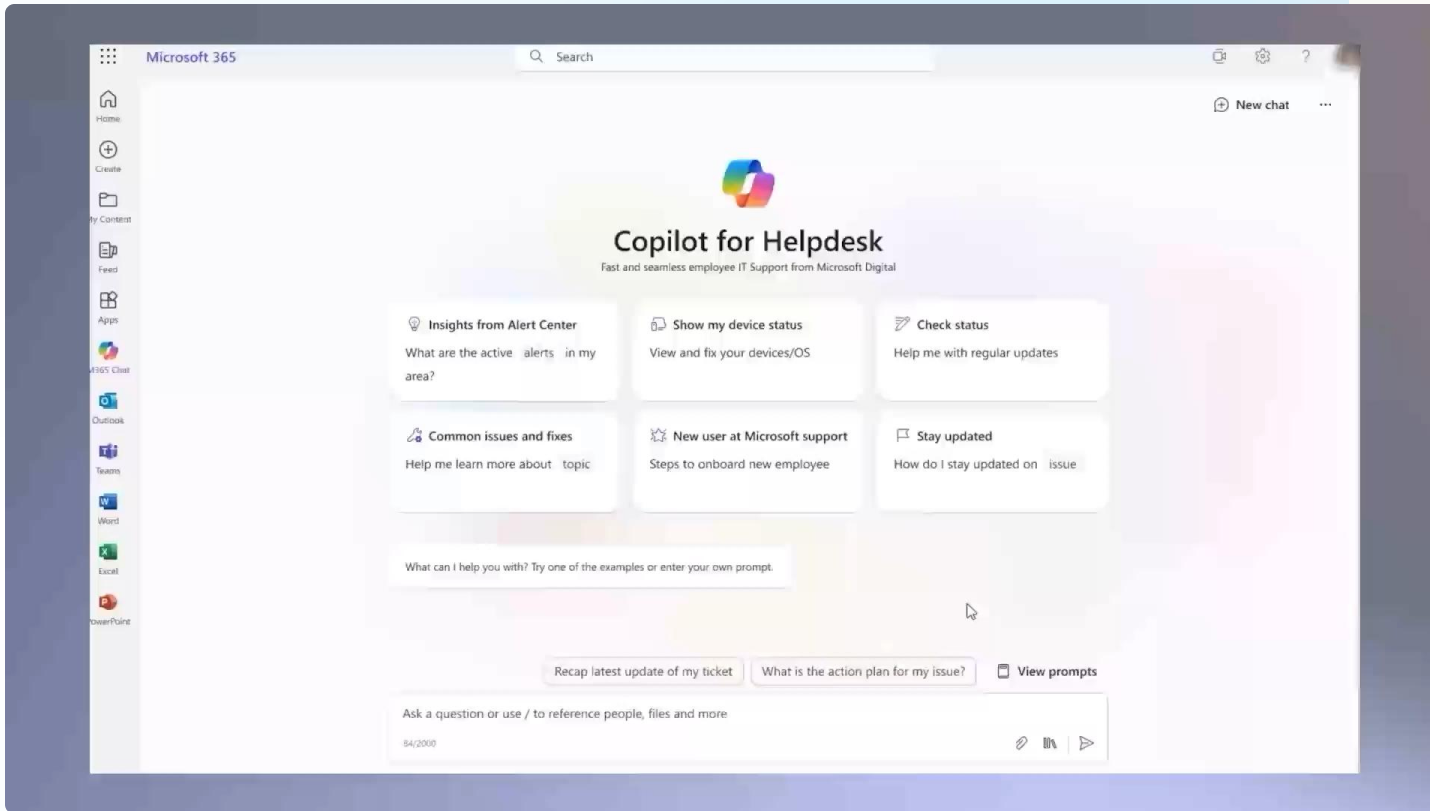 Microsoft 365
Search
?
New chat
Home
Create
My Content
Feed
Apps
M365 Chat
Outlook
Teams
Word
Excel
PowerPoint
Copilot for Helpdesk
Fast and seamless employee IT Support from Microsoft Digital
Insights from Alert Center
What are the active alerts in my
area?
Show my device status
View and fix your devices/OS
Check status
Help me with regular updates
Common issues and fixes
Help me learn more about topic
New user at Microsoft support
Steps to onboard new employee
Stay updated
How do I stay updated on issue
What can I help you with? Try one of the examples or enter your own prompt.
Recap latest update of my ticket
What is the action plan for my issue?
View prompts
Ask a question or use / to reference people, files and more
84/2000